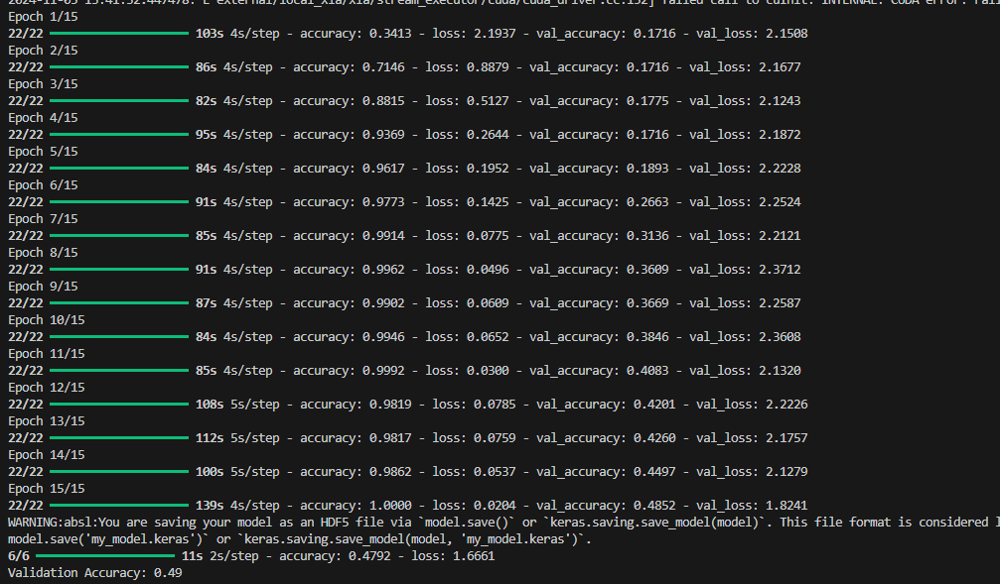 2024-11-05 15:41:52.447478: E external/local_xla/xla/stream_executor/cuda/cuda_driver.cc:152] failed call to cuInit: INTERNAL: CUDA error:
Epoch 1/15
22/22 103s 4s/step - accuracy: 0.3413 - loss: 2.1937 - val_accuracy: 0.1716 - val_loss: 2.1508
Epoch 2/15
22/22 86s 4s/step - accuracy: 0.7146 - loss: 0.8879 - val_accuracy: 0.1716 - val_loss: 2.1677
Epoch 3/15
22/22 82s 4s/step - accuracy: 0.8815 - loss: 0.5127 - val_accuracy: 0.1775 - val_loss: 2.1243
Epoch 4/15
22/22 95s 4s/step - accuracy: 0.9369 - loss: 0.2644 - val_accuracy: 0.1716 - val_loss: 2.1872
Epoch 5/15
22/22 84s 4s/step - accuracy: 0.9617 - loss: 0.1952 - val_accuracy: 0.1893 - val_loss: 2.2228
Epoch 6/15
22/22 91s 4s/step - accuracy: 0.9773 - loss: 0.1425 - val_accuracy: 0.2663 - val_loss: 2.2524
Epoch 7/15
22/22 85s 4s/step - accuracy: 0.9914 - loss: 0.0775 - val_accuracy: 0.3136 - val_loss: 2.2121
Epoch 8/15
22/22 91s 4s/step - accuracy: 0.9962 - loss: 0.0496 - val_accuracy: 0.3609 - val_loss: 2.3712
Epoch 9/15
22/22 87s 4s/step - accuracy: 0.9902 - loss: 0.0609 - val_accuracy: 0.3669 - val_loss: 2.2587
Epoch 10/15
22/22 84s 4s/step - accuracy: 0.9946 - loss: 0.0652 - val_accuracy: 0.3846 - val_loss: 2.3608
Epoch 11/15
22/22 85s 4s/step - accuracy: 0.9992 - loss: 0.0300 - val_accuracy: 0.4083 - val_loss: 2.1320
Epoch 12/15
22/22 108s 5s/step - accuracy: 0.9819 - loss: 0.0785 - val_accuracy: 0.4201 - val_loss: 2.2226
Epoch 13/15
22/22 112s 5s/step - accuracy: 0.9817 - loss: 0.0759 - val_accuracy: 0.4260 - val_loss: 2.1757
Epoch 14/15
22/22 100s 5s/step - accuracy: 0.9862 - loss: 0.0537 - val_accuracy: 0.4497 - val_loss: 2.1279
Epoch 15/15
22/22 139s 4s/step - accuracy: 1.0000 - loss: 0.0204 - val_accuracy: 0.4852 - val_loss: 1.8241
WARNING:absl:You are saving your model as an HDF5 file via `model.save()` or `keras.saving.save_model(model)`. This file format is considered
model.save('my_model.keras')` or `keras.saving.save_model(model, 'my_model.keras')`.
6/6 11s 2s/step - accuracy: 0.4792 - loss: 1.6661
Validation Accuracy: 0.49